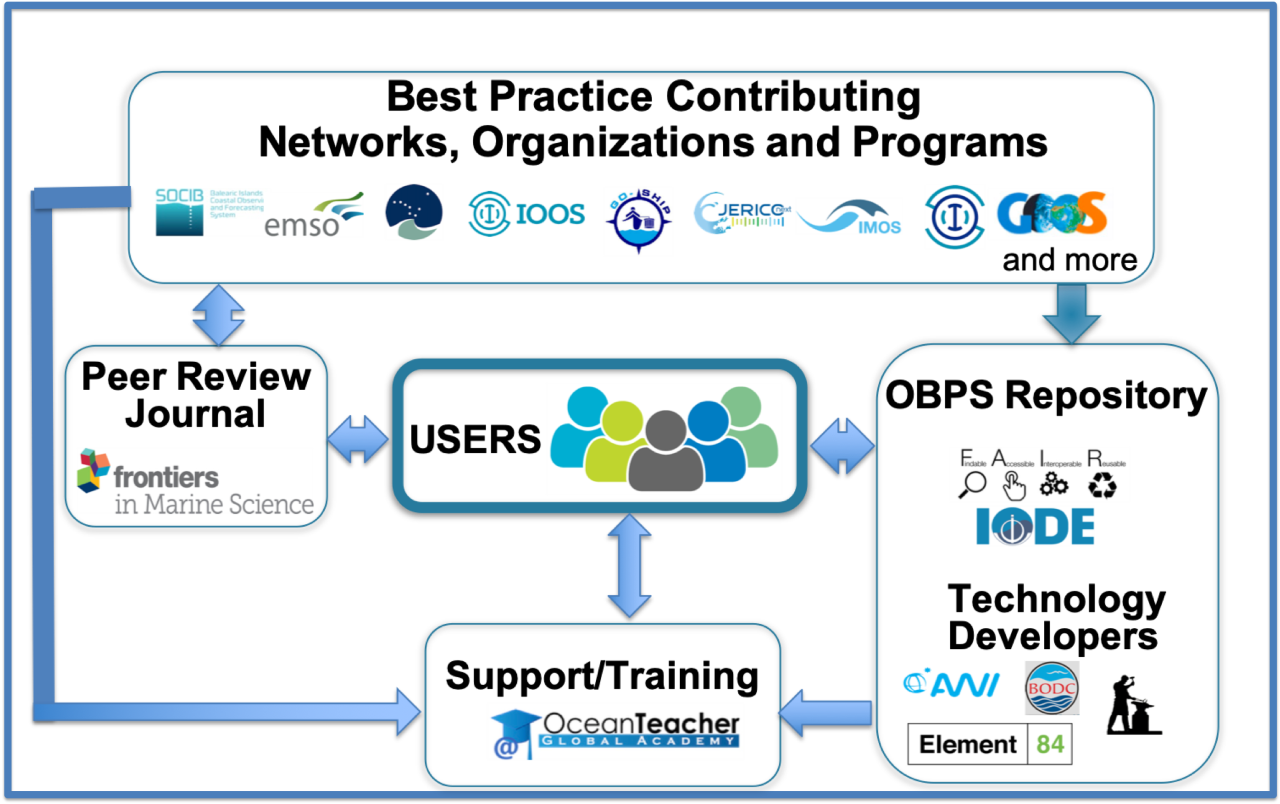 Best Practice Contributing
Networks, Organizations and Programs
SOCIB
Balearic Islands
Coastal Observa
and Forecasting
System
emso
IOOS
GO-SHIP
JERICO next
IMOS
GOOS
and more
Peer Review
Journal
frontiers
in Marine Science
USERS
OBPS Repository
Findable Accessible Interoperable Reusable
IODE
Technology
Developers
AWI
BODC
Element 84
Support/Training
@ OceanTeacher
GLOBAL ACADEMY